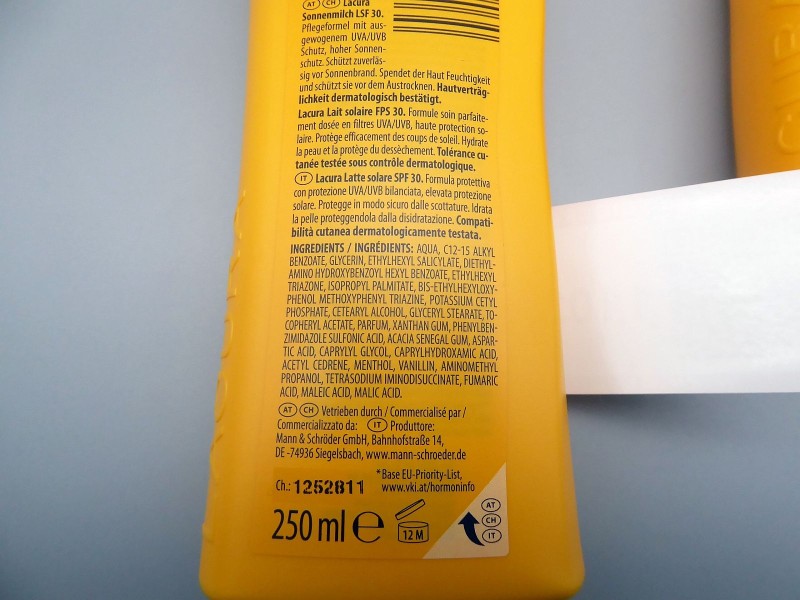 AT CH Lacura
Sonnenmilch LSF 30.
Pflegeformel mit aus-
gewogenem UVA/UVB
Schutz, hoher Sonnen-
schutz. Schützt zuverläs-
sig vor Sonnenbrand. Spendet der Haut Feuchtigkeit
und schützt sie vor dem Austrocknen. Hautverträg-
lichkeit dermatologisch bestätigt.
Lacura Lait solaire FPS 30. Formule soin parfaite-
ment dosée en filtres UVA/UVB, haute protection so-
laire. Protège efficacement des coups de soleil. Hydrate
la peau et la protège du dessèchement. Tolérance cu-
tanée testée sous contrôle dermatologique.
IT Lacura Latte solare SPF 30. Formula protettiva
con protezione UVA/UVB bilanciata, elevata protezione
solare. Protegge in modo sicuro dalle scottature. Idrata
la pelle proteggendola dalla disidratazione. Compati-
bilità cutanea dermatologicamente testata.
INGREDIENTS / INGRÉDIENTS: AQUA, C12-15 ALKYL
BENZOATE, GLYCERIN, ETHYLHEXYL SALICYLATE, DIETHYL-
AMINO HYDROXYBENZOYL HEXYL BENZOATE, ETHYLHEXYL
TRIAZONE, ISOPROPYL PALMITATE, BIS-ETHYLHEXYLOXY-
PHENOL METHOXYPHENYL TRIAZINE, POTASSIUM CETYL
PHOSPHATE, CETEARYL ALCOHOL, GLYCERYL STEARATE, TO-
COPHERYL ACETATE, PARFUM, XANTHAN GUM, PHENYLBEN-
ZIMIDAZOLE SULFONIC ACID, ACACIA SENEGAL GUM, ASPAR-
TIC ACID, CAPRYLYL GLYCOL, CAPRYLHYDROXAMIC ACID,
ACETYL CEDRENE, MENTHOL, VANILLIN, AMINOMETHYL
PROPANOL, TETRASODIUM IMINODISUCCINATE, FUMARIC
ACID, MALEIC ACID, MALIC ACID.
AT CH Vertrieben durch / Commercialisé par /
Commercializzato da: IT Produttore:
Mann & Schröder GmbH, Bahnhofstraße 14,
DE -74936 Siegelsbach, www.mann-schroeder.de
*Base EU-Priority-List,
www.vki.at/hormoninfo
Ch.: 1252811
250 ml e 12 M
AT
CH
IT